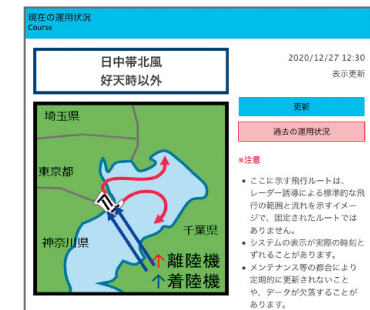 現在の運用状況
Course
日中帯北風
好天時以外
2020/12/27 12:30
表示更新
更新
過去の運用状況
※注意
• ここに示す飛行ルートは、
レーダー誘導による標準的な飛
行の範囲と流れを示すイメー
ジで、固定されたルートでは
ありません。
• システムの表示が実際の時刻と
ずれることがあります。
• メンテナンス等の都合により
定期的に更新されないこと
や、データが欠落することが
あります。
埼玉県
東京都
神奈川県
千葉県
↑離陸機
↑着陸機